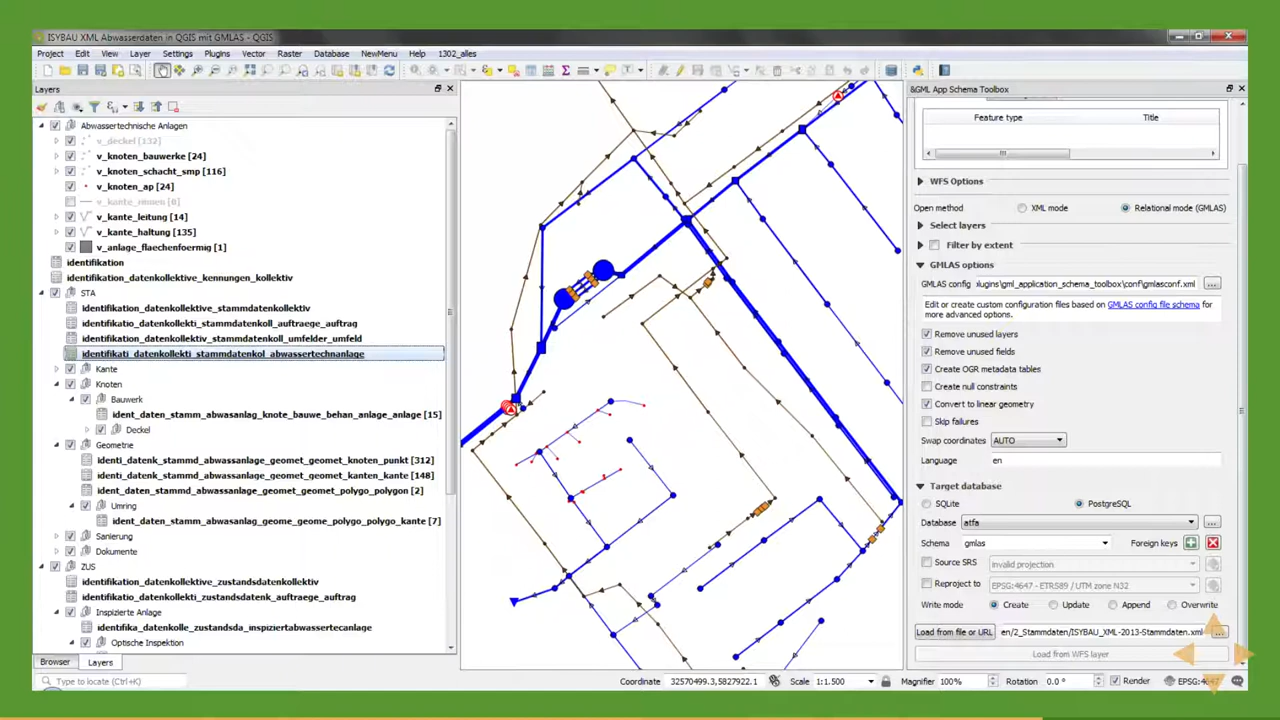 ISYBAU XML Abwasserdaten in QGIS mit GMLAS - QGIS
Project Edit View Layer Settings Plugins Vector Raster Database NewMenu Help 1302_alles
Layers
Abwassertechnische Anlagen
v_deckel [132]
v_knoten_bauwerke [24]
v_knoten_schacht_smp [116]
v_knoten_ap [24]
v_kante_rinnen [0]
v_kante_leitung [14]
v_kante_haltung [135]
v_anlage_flaechenfoermig [1]
identifikation
identifikation_datenkollektive_kennungen_kollektiv
STA
identifikation_datenkollektive_stammdatenkollektiv
identifikatio_datenkollekti_stammdatenkoll_auftraege_auftrag
identifikation_datenkollektiv_stammdatenkoll_umfelder_umfeld
identifikati_datenkollekti_stammdatenkol_abwassertechnanlage
Kante
Knoten
Bauwerk
ident_daten_stamm_abwasanlag_knote_bauwe_behan_anlage_anlage [15]
Deckel
Geometrie
identi_datenk_stammd_abwassanlage_geomet_geomet_knoten_punkt [312]
identi_datenk_stammd_abwassanlage_geomet_geomet_kanten_kante [148]
ident_daten_stammd_abwassanlag_geomet_geomet_polygo_polygon [2]
Umring
ident_daten_stam_abwasanlag_geome_geome_polygo_polygo_kante [7]
Sanierung
Dokumente
ZUS
identifikation_datenkollektive_zustandsdatenkollektiv
identifikatio_datenkollekti_zustandsdatenk_auftraege_auftrag
Inspizierte Anlage
identifika_datenkolle_zustandsda_inspiziertabwassertecanlage
Optische Inspektion
Browser Layers
&GML App Schema Toolbox
Feature type Title
WFS Options
Open method XML mode Relational mode (GMLAS)
Select layers
Filter by extent
GMLAS options
GMLAS config ılugins\gml_application_schema_toolbox\conf\gmlasconf.xml ...
Edit or create custom configuration files based on GMLAS config file schema for
more advanced options.
Remove unused layers
Remove unused fields
Create OGR metadata tables
Create null constraints
Convert to linear geometry
Skip failures
Swap coordinates AUTO
Language en
Target database
SQLite PostgreSQL
Database atfa ...
Schema gmlas Foreign keys
Source SRS Invalid projection
Reproject to EPSG:4647 - ETRS89 / UTM zone N32
Write mode Create Update Append Overwrite
Load from file or URL en/2_Stammdaten/ISYBAU_XML-2013-Stammdaten.xml ...
Load from WFS layer
Type to locate (Ctrl+K) Coordinate 32570499.3,5827922.1 Scale 1:1.500 Magnifier 100% Rotation 0.0 ° Render EPSG:4647